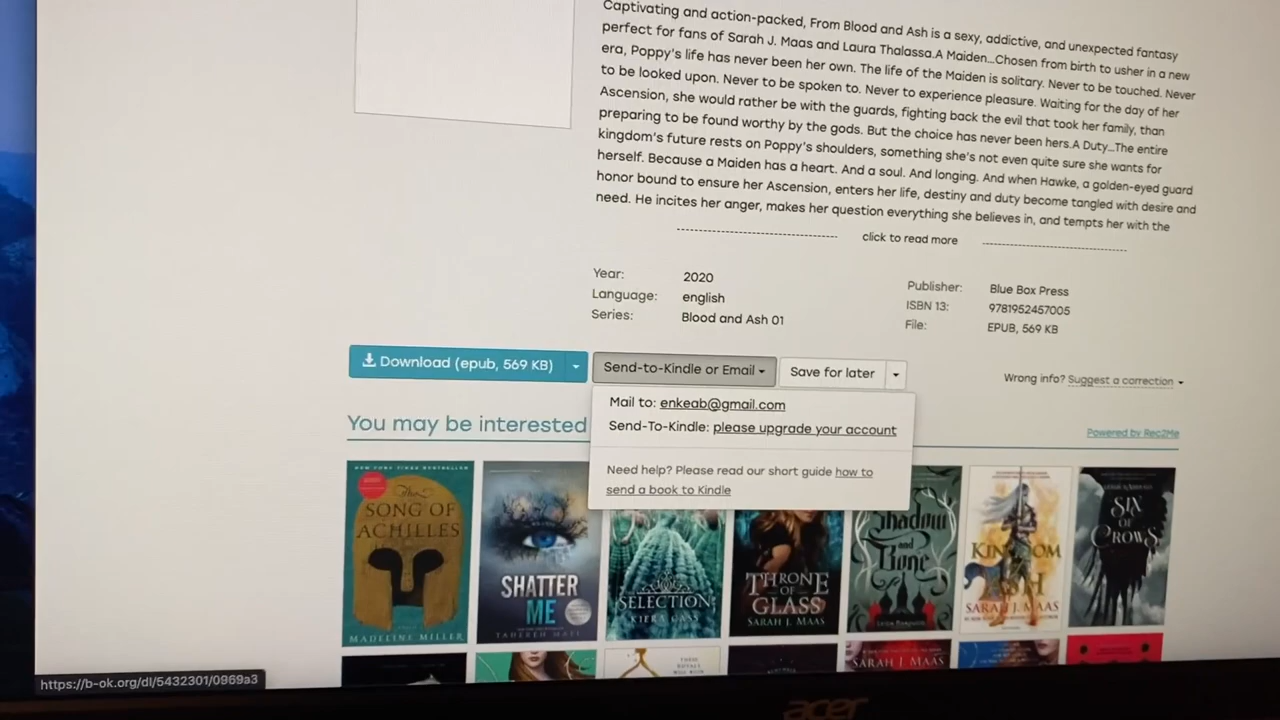 Captivating and action-packed, From Blood and Ash is a sexy, addictive, and unexpected fantasy
perfect for fans of Sarah J. Maas and Laura Thalassa.A Maiden...Chosen from birth to usher in a new
era, Poppy's life has never been her own. The life of the Maiden is solitary. Never to be touched. Never
to be looked upon. Never to be spoken to. Never to experience pleasure. Waiting for the day of her
Ascension, she would rather be with the guards, fighting back the evil that took her family, than
preparing to be found worthy by the gods. But the choice has never been hers.A Duty...The entire
kingdom's future rests on Poppy's shoulders, something she's not even quite sure she wants for
herself. Because a Maiden has a heart. And a soul. And longing. And when Hawke, a golden-eyed guard
honor bound to ensure her Ascension, enters her life, destiny and duty become tangled with desire and
need. He incites her anger, makes her question everything she believes in, and tempts her with the
click to read more
Year: 2020
Language: english
Series: Blood and Ash 01
Publisher: Blue Box Press
ISBN 13: 9781952457005
File: EPUB, 569 KB
Download (epub, 569 KB)
Send-to-Kindle or Email
Save for later
Wrong info? Suggest a correction
Mail to: enkeab@gmail.com
Send-To-Kindle: please upgrade your account
Need help? Please read our short guide how to
send a book to Kindle
You may be interested
Powered by Rec2Me
NEW YORK TIMES BESTSELLER
The
SONG OF
ACHILLES
MADELINE MILLER
SHATTER
ME
TAHEREH MAFI
SELECTION
KIERA CASS
THRONE
OF
GLASS
SARAH J. MAAS
Shadow
and
Bone
KINGDOM
OF
ASH
SARAH J. MAAS
SIX
OF
CROWS
SARAH J. MAAS
https://b-ok.org/dl/5432301/0969a3
acer